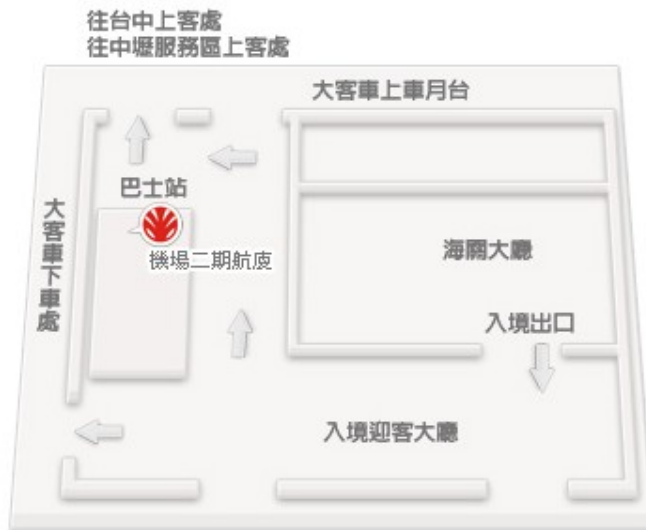 往台中上客處
往中壢服務區上客處
大客車上車月台
巴士站
大客車下車處
機場二期航廈
海關大廳
入境出口
入境迎客大廳